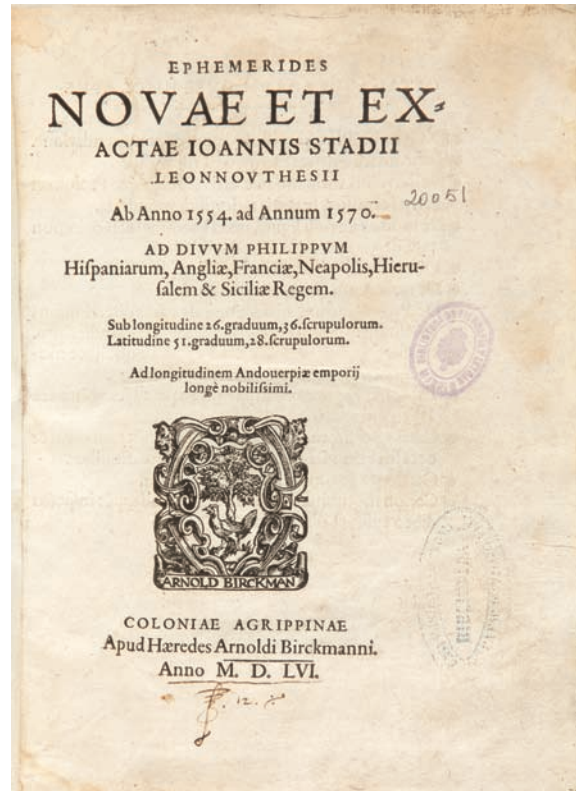 EPHEMERIDES
NOVAE ET EX-
ACTAE IOANNIS STADII
LEONNOVTHESII
Ab Anno 1554. ad Annum 1570.
20051
AD DIVVM PHILIPPVM
Hiſpaniarum, Angliæ, Franciæ, Neapolis, Hieru-
ſalem & Siciliæ Regem.
Sub longitudine 26. graduum, 36. ſcrupulorum.
Latitudine 51. graduum, 28. ſcrupulorum.
Ad longitudinem Andouerpiæ emporij
longè nobiliſsimi.
ARNOLD BIRCKMAN
COLONIAE AGRIPPINAE
Apud Hæredes Arnoldi Birckmanni.
Anno M. D. LVI.